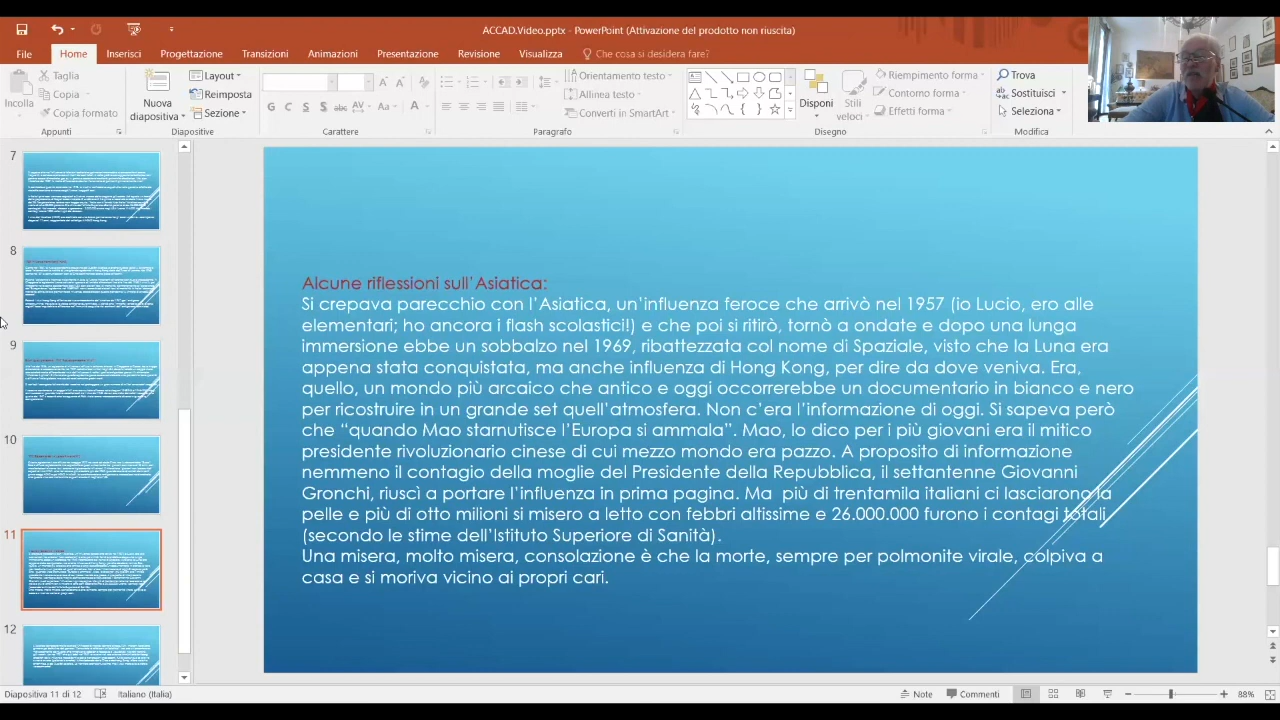 ACCAD.Video.pptx - PowerPoint (Attivazione del prodotto non riuscita)
File Home Inserisci Progettazione Transizioni Animazioni Presentazione Revisione Visualizza Che cosa si desidera fare?
Incolla
Taglia
Copia
Copia formato
Appunti
Nuova diapositiva
Layout
Reimposta
Sezione
Diapositive
G C S S abc AV Aa A
Carattere
Orientamento testo
Allinea testo
Converti in SmartArt
Paragrafo
Disponi
Stili veloci
Riempimento forma
Contorno forma
Effetti forma
Disegno
Trova
Sostituisci
Seleziona
Modifica
7
8
9
10
11
12
Alcune riflessioni sull'Asiatica:
Si crepava parecchio con l'Asiatica, un'influenza feroce che arrivò nel 1957 (io Lucio, ero alle
elementari; ho ancora i flash scolastici!) e che poi si ritirò, tornò a ondate e dopo una lunga
immersione ebbe un sobbalzo nel 1969, ribattezzata col nome di Spaziale, visto che la Luna era
appena stata conquistata, ma anche influenza di Hong Kong, per dire da dove veniva. Era,
quello, un mondo più arcaico che antico e oggi occorrerebbe un documentario in bianco e nero
per ricostruire in un grande set quell'atmosfera. Non c'era l'informazione di oggi. Si sapeva però
che “quando Mao starnutisce l'Europa si ammala”. Mao, lo dico per i più giovani era il mitico
presidente rivoluzionario cinese di cui mezzo mondo era pazzo. A proposito di informazione
nemmeno il contagio della moglie del Presidente della Repubblica, il settantenne Giovanni
Gronchi, riuscì a portare l'influenza in prima pagina. Ma più di trentamila italiani ci lasciarono la
pelle e più di otto milioni si misero a letto con febbri altissime e 26.000.000 furono i contagi totali
(secondo le stime dell'Istituto Superiore di Sanità).
Una misera, molto misera, consolazione è che la morte, sempre per polmonite virale, colpiva a
casa e si moriva vicino ai propri cari.
Diapositiva 11 di 12 Italiano (Italia) Note Commenti 88%